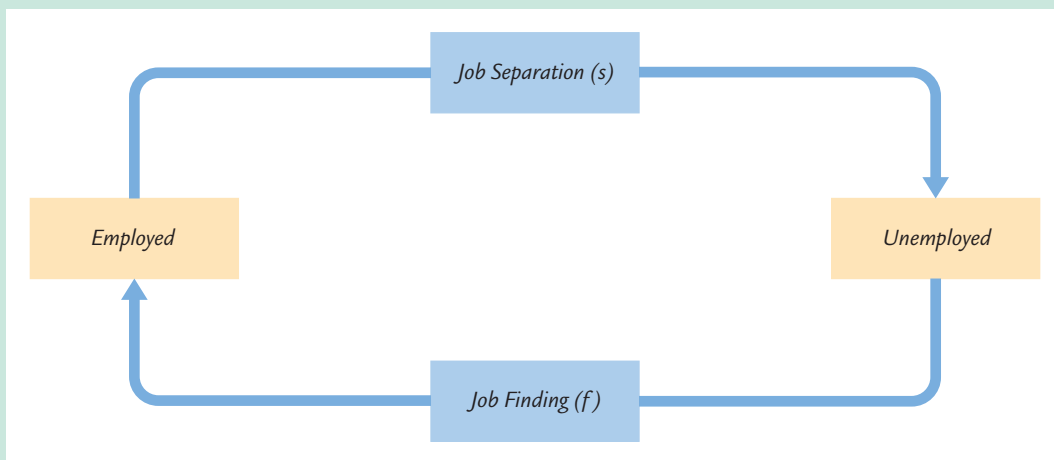 Job Separation (s)
Employed
Unemployed
Job Finding (f)